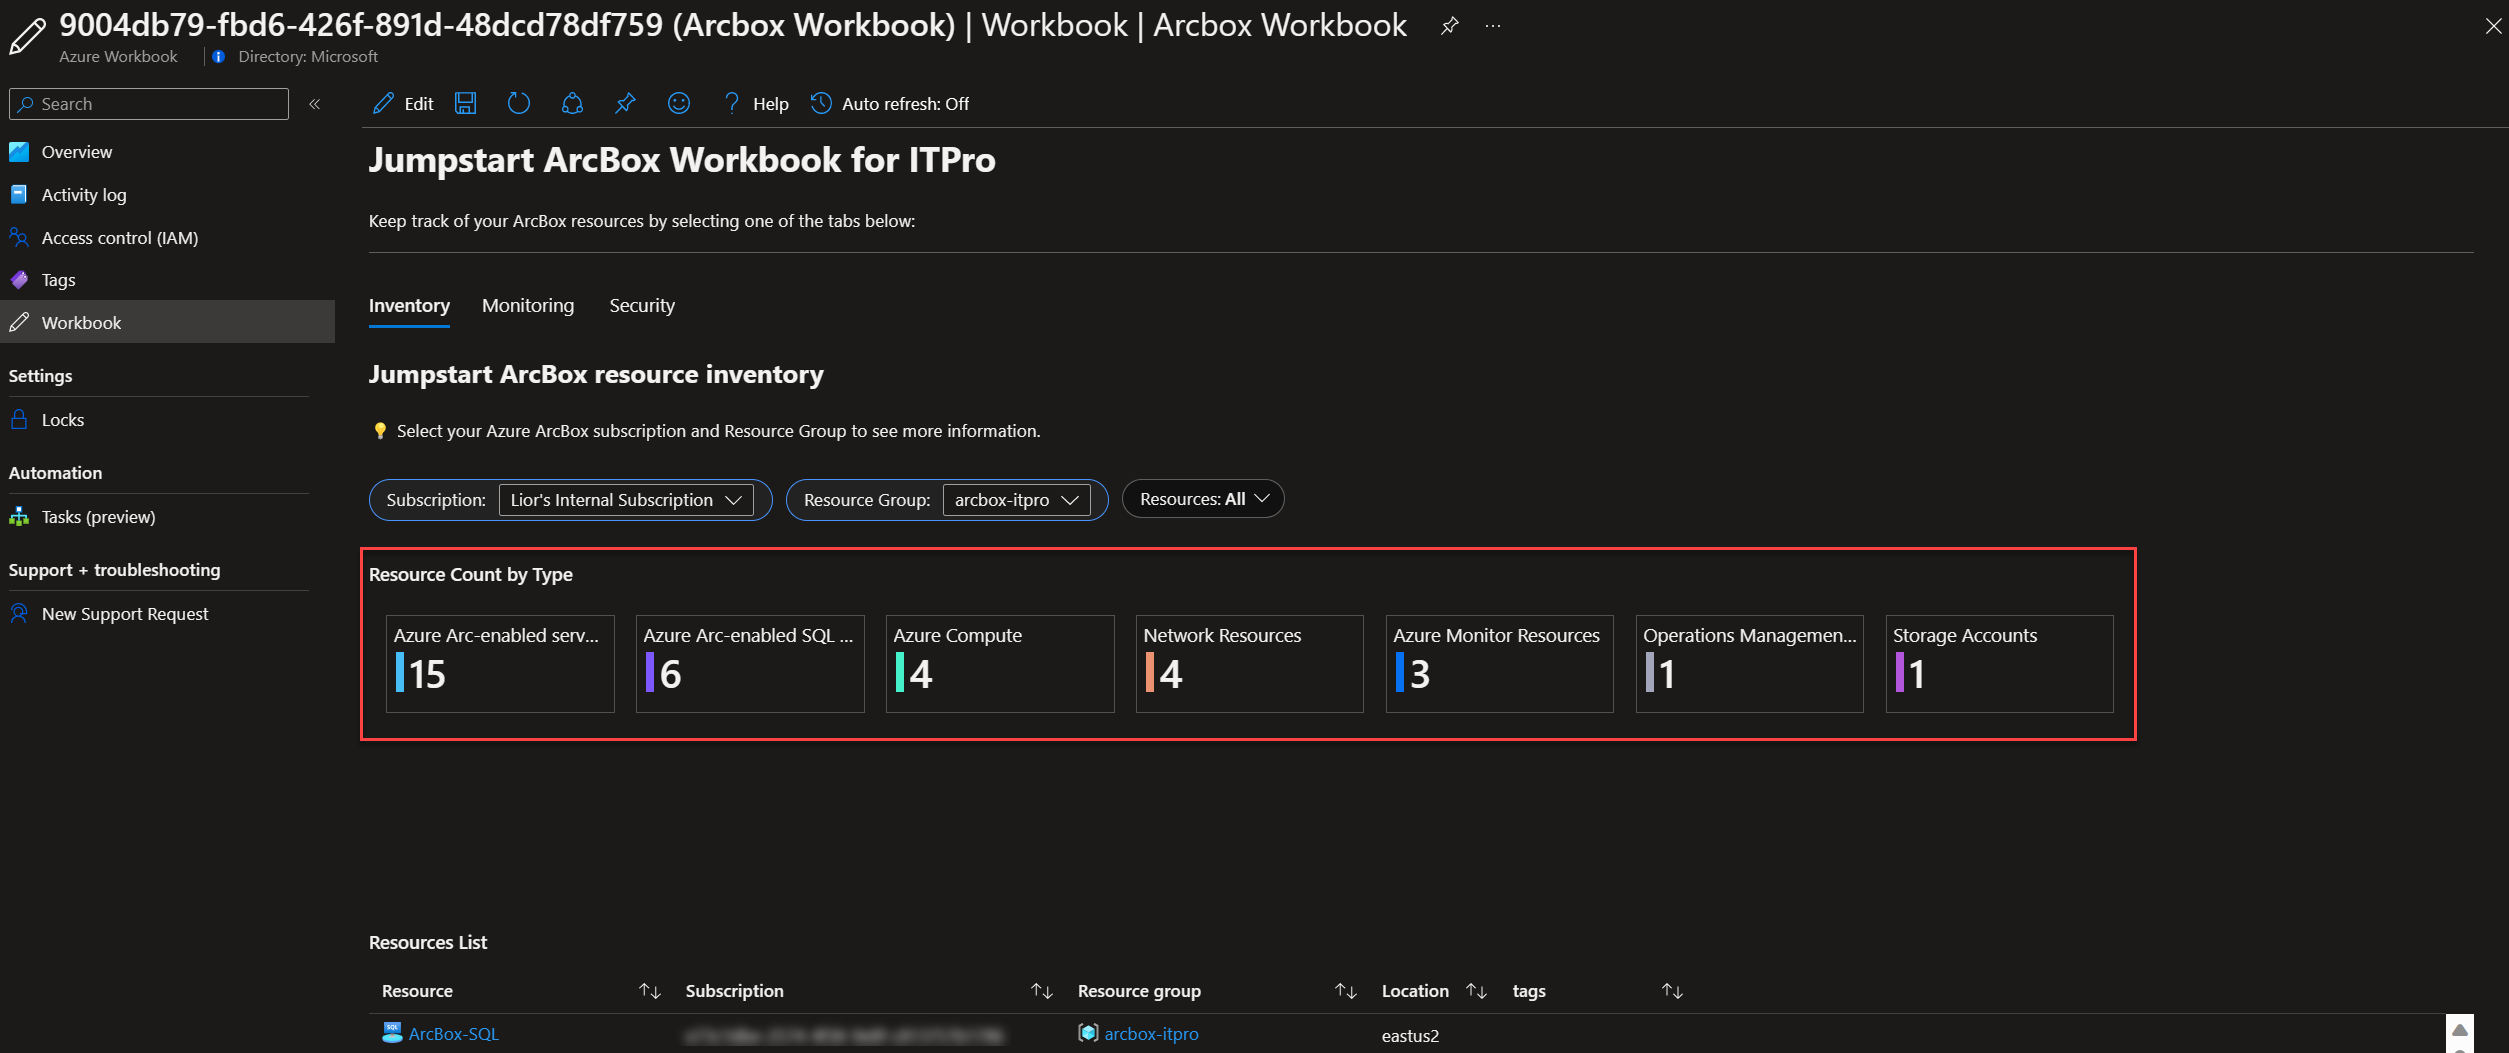 9004db79-fbd6-426f-891d-48dcd78df759 (Arcbox Workbook) | Workbook | Arcbox Workbook
Azure Workbook
Directory: Microsoft
Search
Edit
Help
Auto refresh: Off
Overview
Activity log
Access control (IAM)
Tags
Workbook
Settings
Locks
Automation
Tasks (preview)
Support + troubleshooting
New Support Request
Jumpstart ArcBox Workbook for ITPro
Keep track of your ArcBox resources by selecting one of the tabs below:
Inventory Monitoring Security
Jumpstart ArcBox resource inventory
Select your Azure ArcBox subscription and Resource Group to see more information.
Subscription: Lior's Internal Subscription Resource Group: arcbox-itpro Resources: All
Resource Count by Type
Azure Arc-enabled serv...
15
Azure Arc-enabled SQL ...
6
Azure Compute
4
Network Resources
4
Azure Monitor Resources
3
Operations Managemen...
1
Storage Accounts
1
Resources List
Resource Subscription Resource group Location tags
SQL ArcBox-SQL arcbox-itpro eastus2